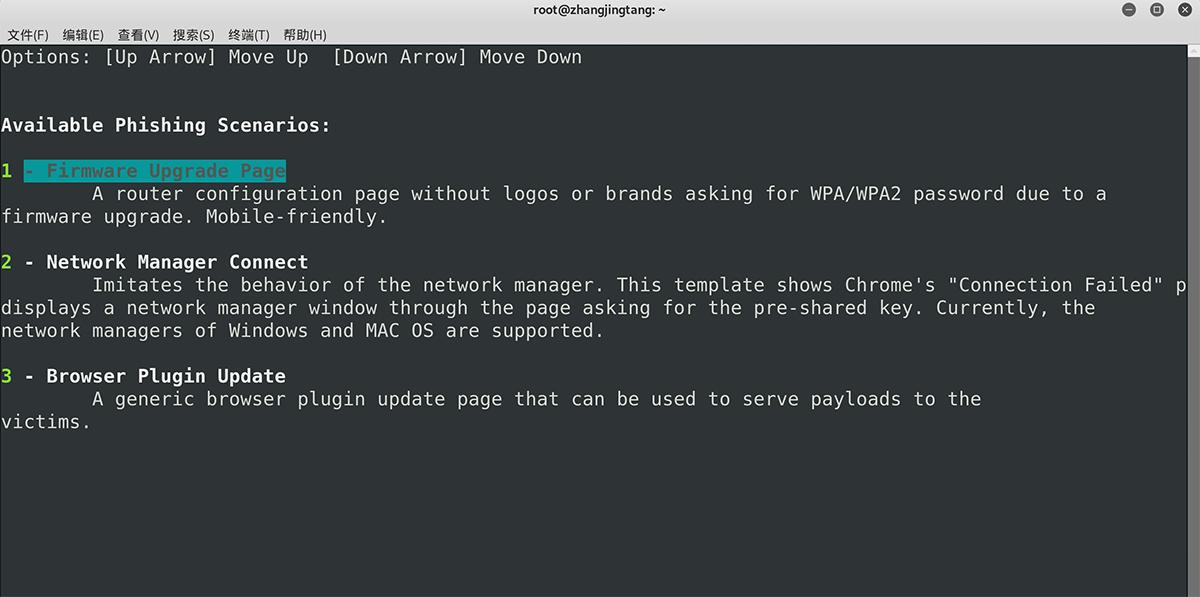 root@zhangjingtang: ~
文件(F) 编辑(E) 查看(V) 搜索(S) 终端(T) 帮助(H)
Options: [Up Arrow] Move Up  [Down Arrow] Move Down
Available Phishing Scenarios:
1 - Firmware Upgrade Page
A router configuration page without logos or brands asking for WPA/WPA2 password due to a
firmware upgrade. Mobile-friendly.
2 - Network Manager Connect
Imitates the behavior of the network manager. This template shows Chrome's "Connection Failed" p
displays a network manager window through the page asking for the pre-shared key. Currently, the
network managers of Windows and MAC OS are supported.
3 - Browser Plugin Update
A generic browser plugin update page that can be used to serve payloads to the
victims.